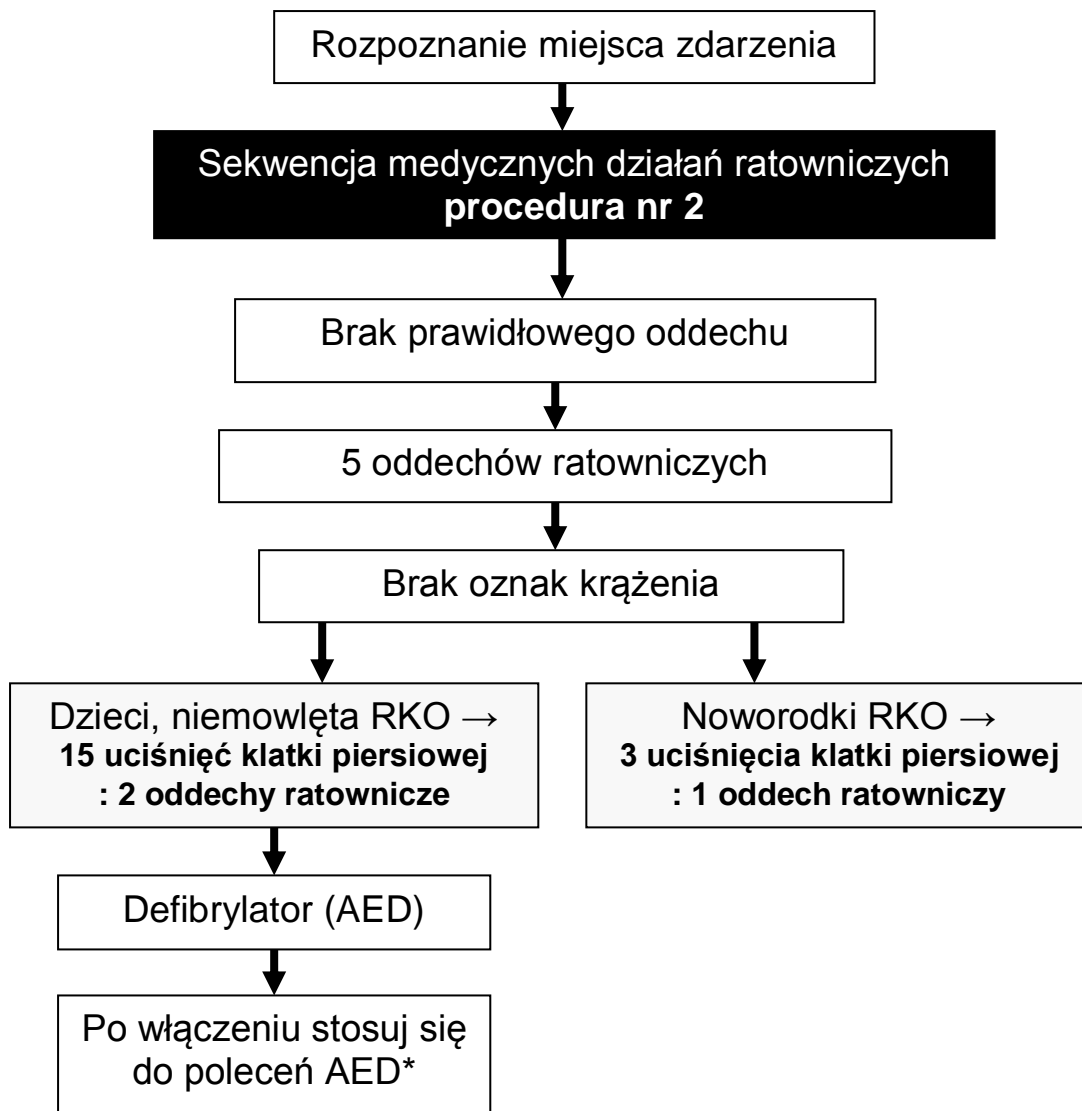 Rozpoznanie miejsca zdarzenia
Sekwencja medycznych działań ratowniczych
procedura nr 2
Brak prawidłowego oddechu
5 oddechów ratowniczych
Brak oznak krążenia
Dzieci, niemowlęta RKO →
15 uciśnięć klatki piersiowej
: 2 oddechy ratownicze
Noworodki RKO →
3 uciśnięcia klatki piersiowej
: 1 oddech ratowniczy
Defibrylator (AED)
Po włączeniu stosuj się
do poleceń AED*